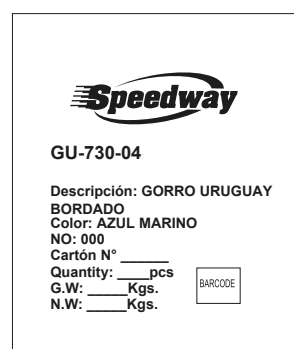 Speedway
GU-730-04
Descripción: GORRO URUGUAY
BORDADO
Color: AZUL MARINO
NO: 000
Cartón N° ______
Quantity: ____pcs
G.W: _____Kgs.
BARCODE
N.W: _____Kgs.